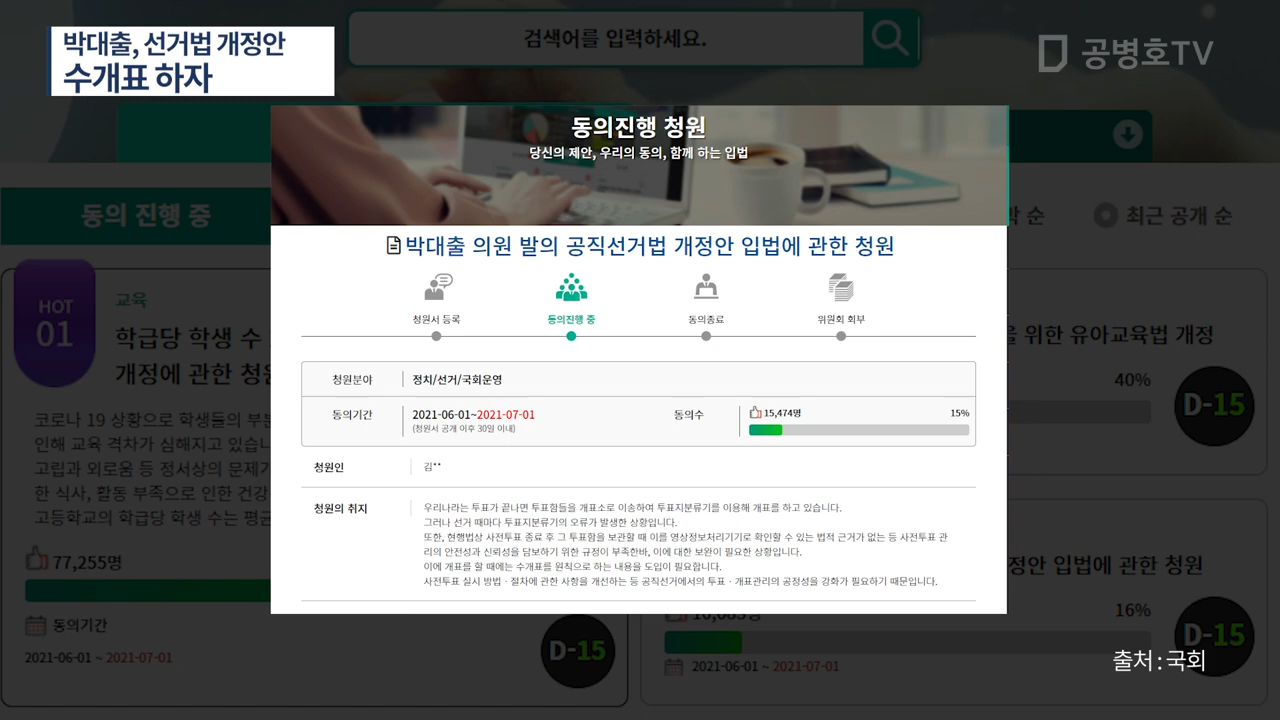 박대출, 선거법 개정안
수개표 하자
검색어를 입력하세요.
공병호TV
동의진행 청원
당신의 제안, 우리의 동의, 함께 하는 입법
동의 진행 중
순
최근 공개 순
박대출 의원 발의 공직선거법 개정안 입법에 관한 청원
청원서 등록
동의진행 중
동의종료
위원회 회부
청원분야
정치/선거/국회운영
동의기간
2021-06-01~2021-07-01
(청원서 공개 이후 30일 이내)
동의수
15,474명
15%
청원인
김**
청원의 취지
우리나라는 투표가 끝나면 투표함들을 개표소로 이송하여 투표지분류기를 이용해 개표를 하고 있습니다.
그러나 선거 때마다 투표지분류기의 오류가 발생한 상황입니다.
또한, 현행법상 사전투표 종료 후 그 투표함을 보관할 때 이를 영상정보처리기기로 확인할 수 있는 법적 근거가 없는 등 사전투표 관
리의 안전성과 신뢰성을 담보하기 위한 규정이 부족한바, 이에 대한 보완이 필요한 상황입니다.
이에 개표를 할 때에는 수개표를 원칙으로 하는 내용을 도입이 필요합니다.
사전투표 실시 방법ㆍ절차에 관한 사항을 개선하는 등 공직선거에서의 투표ㆍ개표관리의 공정성을 강화가 필요하기 때문입니다.
HOT
01
교육
학급당 학생 수
개정에 관한 청원
코로나 19 상황으로 학생들의
인해 교육 격차가 심해지고 있습니
고립과 외로움 등 정서상의 문제
한 식사, 활동 부족으로 인한 건강
고등학교의 학급당 학생 수는 평균
77,255명
동의기간
2021-06-01 ~ 2021-07-01
D-15
위한 유아교육법 개정
40%
D-15
정안 입법에 관한 청원
16%
D-15
2021-06-01 ~ 2021-07-01
출처 : 국회